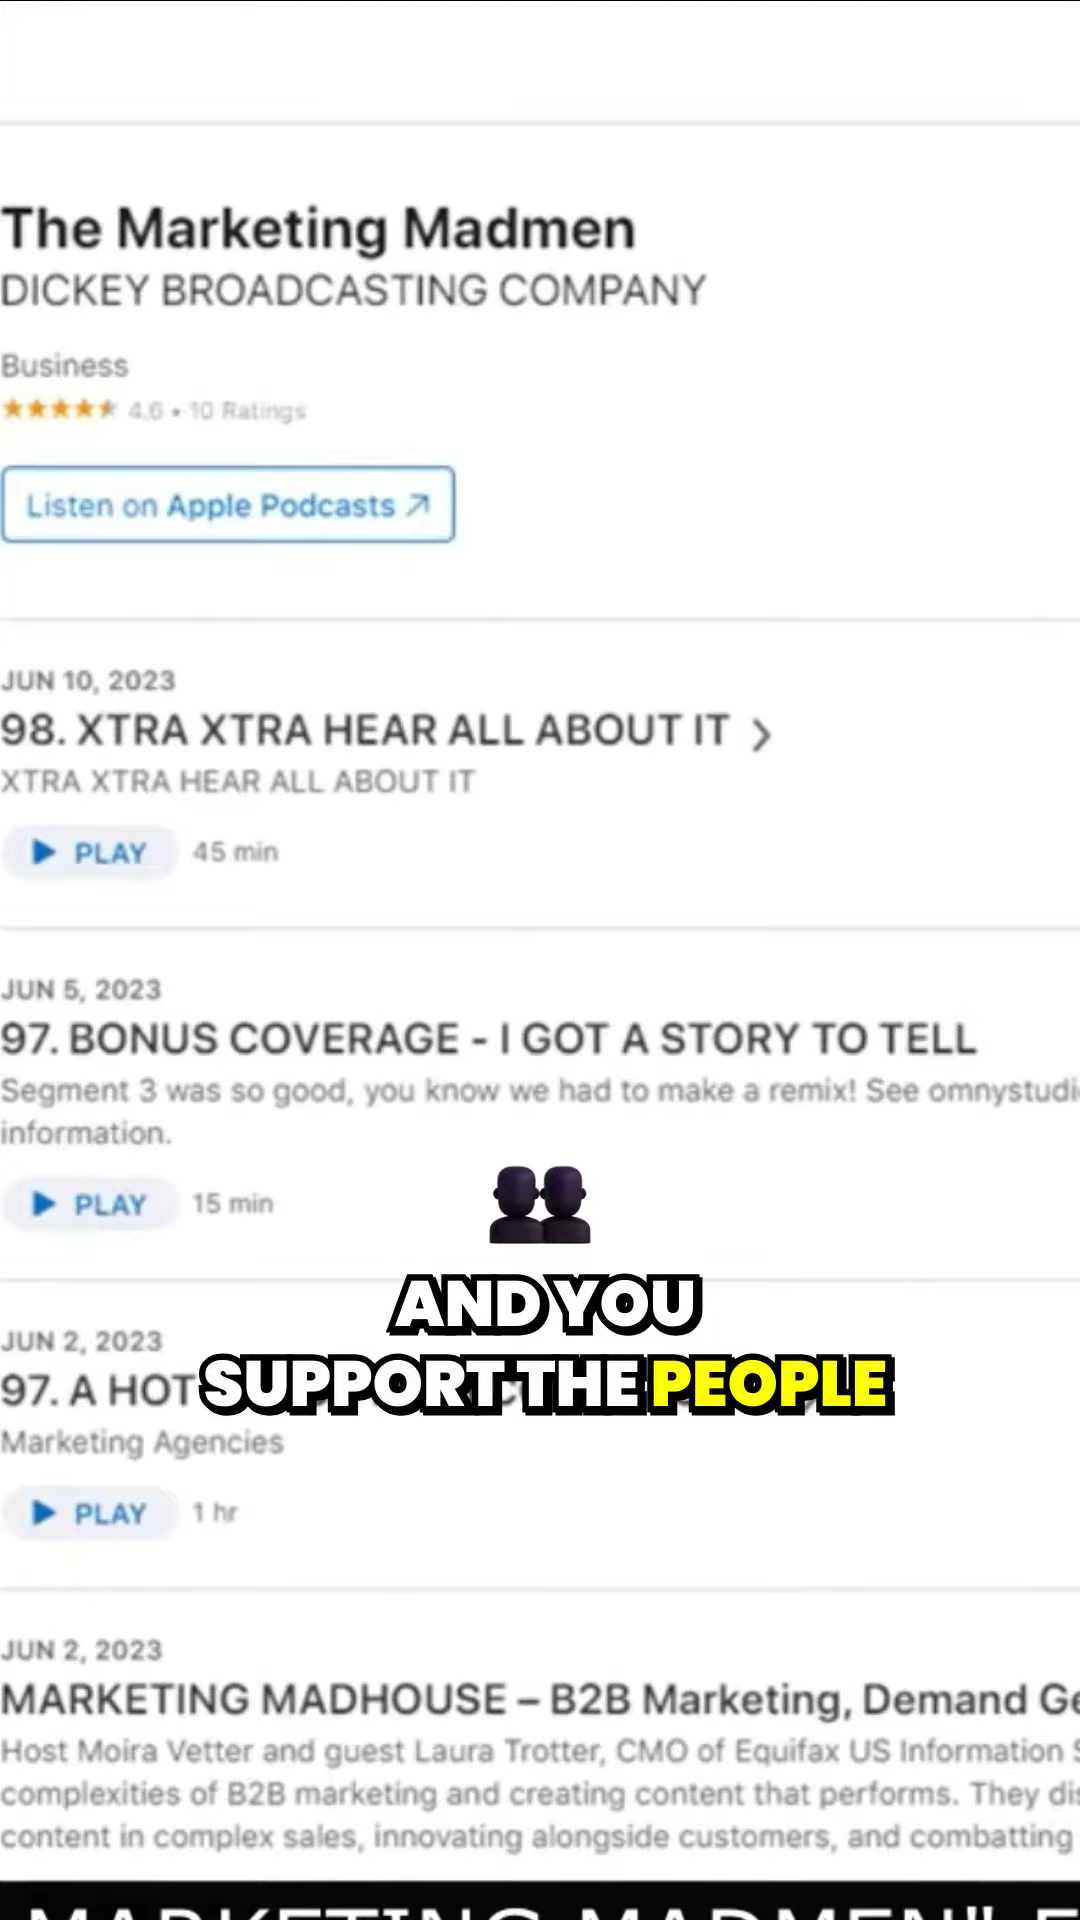 The Marketing Madmen
DICKEY BROADCASTING COMPANY
Business
4.6 • 10 Ratings
Listen on Apple Podcasts ↗
JUN 10, 2023
98. XTRA XTRA HEAR ALL ABOUT IT >
XTRA XTRA HEAR ALL ABOUT IT
PLAY 45 min
JUN 5, 2023
97. BONUS COVERAGE - I GOT A STORY TO TELL
Segment 3 was so good, you know we had to make a remix! See
information.
PLAY 15 min
AND YOU
SUPPORT THE PEOPLE
JUN 2, 2023
97. A HOT
Marketing Agencies
PLAY 1 hr
JUN 2, 2023
MARKETING MADHOUSE – B2B Marketing, Demand
Host Moira Vetter and guest Laura Trotter, CMO of Equifax US Information
complexities of B2B marketing and creating content that performs. They
content in complex sales, innovating alongside customers, and combatting
MARKETING MADMEN"